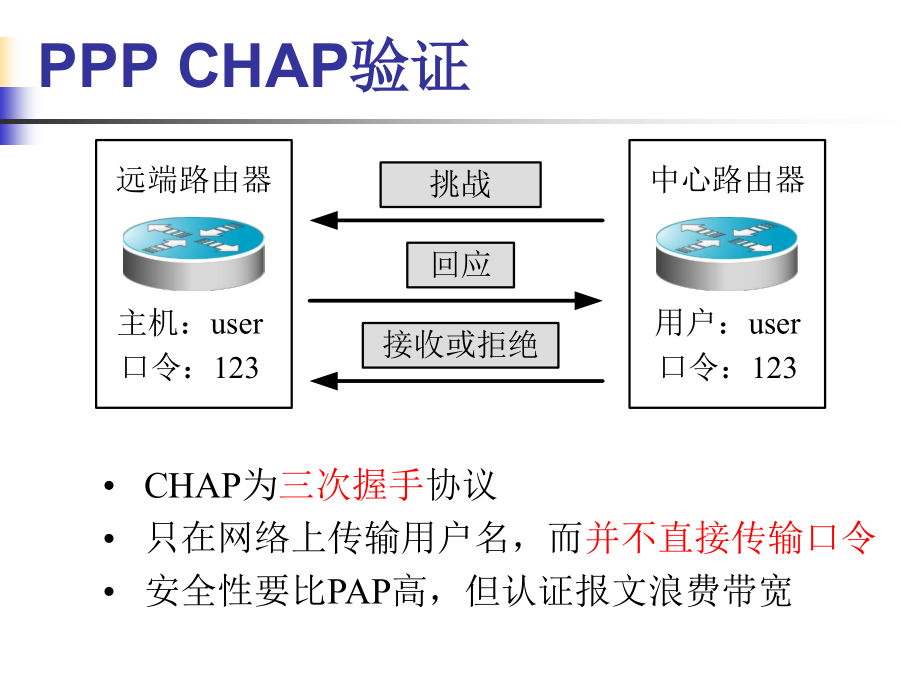 PPP CHAP验证
远端路由器
挑战
中心路由器
回应
主机：user
口令：123
接收或拒绝
用户：user
口令：123
• CHAP为三次握手协议
• 只在网络上传输用户名，而并不直接传输口令
• 安全性要比PAP高，但认证报文浪费带宽